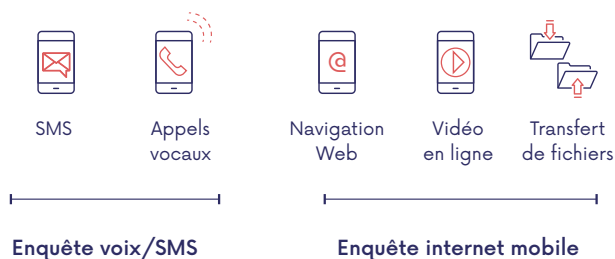 SMS
Appels
vocaux
@
Navigation
Web
Vidéo
en ligne
Transfert
de fichiers
Enquête voix/SMS
Enquête internet mobile